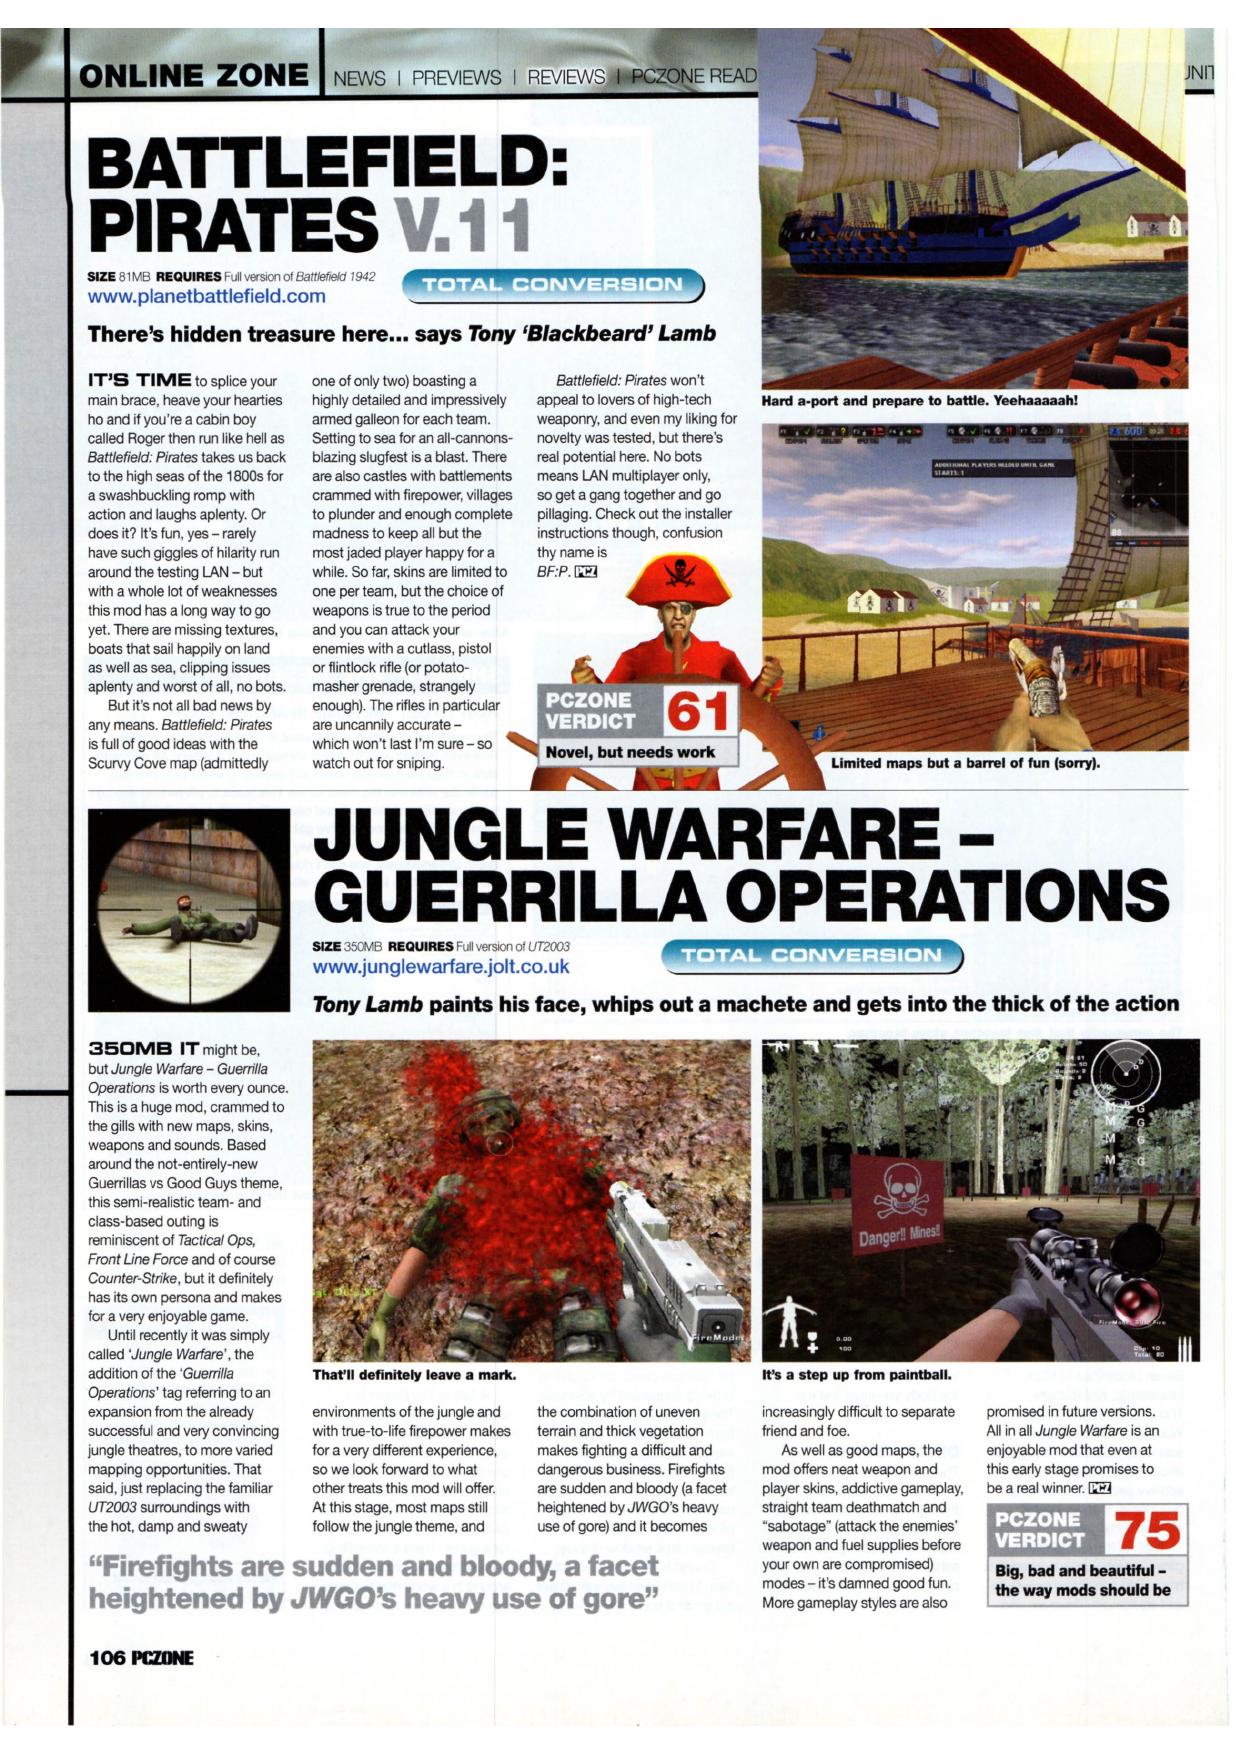 ONLINE ZONE
NEWS | PREVIEWS | REVIEWS | PCZONE READ
UNIT
BATTLEFIELD:
PIRATES V.11
SIZE 81MB REQUIRES Full version of Battlefield 1942
www.planetbattlefield.com
TOTAL CONVERSION
There's hidden treasure here... says Tony 'Blackbeard' Lamb
IT'S TIME to splice your
main brace, heave your hearties
ho and if you're a cabin boy
called Roger then run like hell as
Battlefield: Pirates takes us back
to the high seas of the 1800s for
a swashbuckling romp with
action and laughs aplenty. Or
does it? It's fun, yes – rarely
have such giggles of hilarity run
around the testing LAN – but
with a whole lot of weaknesses
this mod has a long way to go
yet. There are missing textures,
boats that sail happily on land
as well as sea, clipping issues
aplenty and worst of all, no bots.
But it's not all bad news by
any means. Battlefield: Pirates
is full of good ideas with the
Scurvy Cove map (admittedly
one of only two) boasting a
highly detailed and impressively
armed galleon for each team.
Setting to sea for an all-cannons-
blazing slugfest is a blast. There
are also castles with battlements
crammed with firepower, villages
to plunder and enough complete
madness to keep all but the
most jaded player happy for a
while. So far, skins are limited to
one per team, but the choice of
weapons is true to the period
and you can attack your
enemies with a cutlass, pistol
or flintlock rifle (or potato-
masher grenade, strangely
enough). The rifles in particular
are uncannily accurate –
which won't last I'm sure – so
watch out for sniping.
Battlefield: Pirates won't
appeal to lovers of high-tech
weaponry, and even my liking for
novelty was tested, but there's
real potential here. No bots
means LAN multiplayer only,
so get a gang together and go
pillaging. Check out the installer
instructions though, confusion
thy name is
BF:P. PCZ
PCZONE
VERDICT 61
Novel, but needs work
Hard a-port and prepare to battle. Yeehaaaaah!
ADDITIONAL PLAYERS NEEDED UNTIL GAME
STARTS: 1
Limited maps but a barrel of fun (sorry).
JUNGLE WARFARE –
GUERRILLA OPERATIONS
SIZE 350MB REQUIRES Full version of UT2003
www.junglewarfare.jolt.co.uk
TOTAL CONVERSION
Tony Lamb paints his face, whips out a machete and gets into the thick of the action
350MB IT might be,
but Jungle Warfare – Guerrilla
Operations is worth every ounce.
This is a huge mod, crammed to
the gills with new maps, skins,
weapons and sounds. Based
around the not-entirely-new
Guerrillas vs Good Guys theme,
this semi-realistic team- and
class-based outing is
reminiscent of Tactical Ops,
Front Line Force and of course
Counter-Strike, but it definitely
has its own persona and makes
for a very enjoyable game.
Until recently it was simply
called 'Jungle Warfare', the
addition of the 'Guerrilla
Operations' tag referring to an
expansion from the already
successful and very convincing
jungle theatres, to more varied
mapping opportunities. That
said, just replacing the familiar
UT2003 surroundings with
the hot, damp and sweaty
FireMode:
That'll definitely leave a mark.
Danger!! Mines!!
0.00
100
Clip: 10
Total: 20
It's a step up from paintball.
environments of the jungle and
with true-to-life firepower makes
for a very different experience,
so we look forward to what
other treats this mod will offer.
At this stage, most maps still
follow the jungle theme, and
the combination of uneven
terrain and thick vegetation
makes fighting a difficult and
dangerous business. Firefights
are sudden and bloody (a facet
heightened by JWGO's heavy
use of gore) and it becomes
increasingly difficult to separate
friend and foe.
As well as good maps, the
mod offers neat weapon and
player skins, addictive gameplay,
straight team deathmatch and
"sabotage" (attack the enemies'
weapon and fuel supplies before
your own are compromised)
modes – it's damned good fun.
More gameplay styles are also
promised in future versions.
All in all Jungle Warfare is an
enjoyable mod that even at
this early stage promises to
be a real winner. PCZ
PCZONE
VERDICT 75
Big, bad and beautiful –
the way mods should be
"Firefights are sudden and bloody, a facet
heightened by JWGO's heavy use of gore"
106 PCZONE